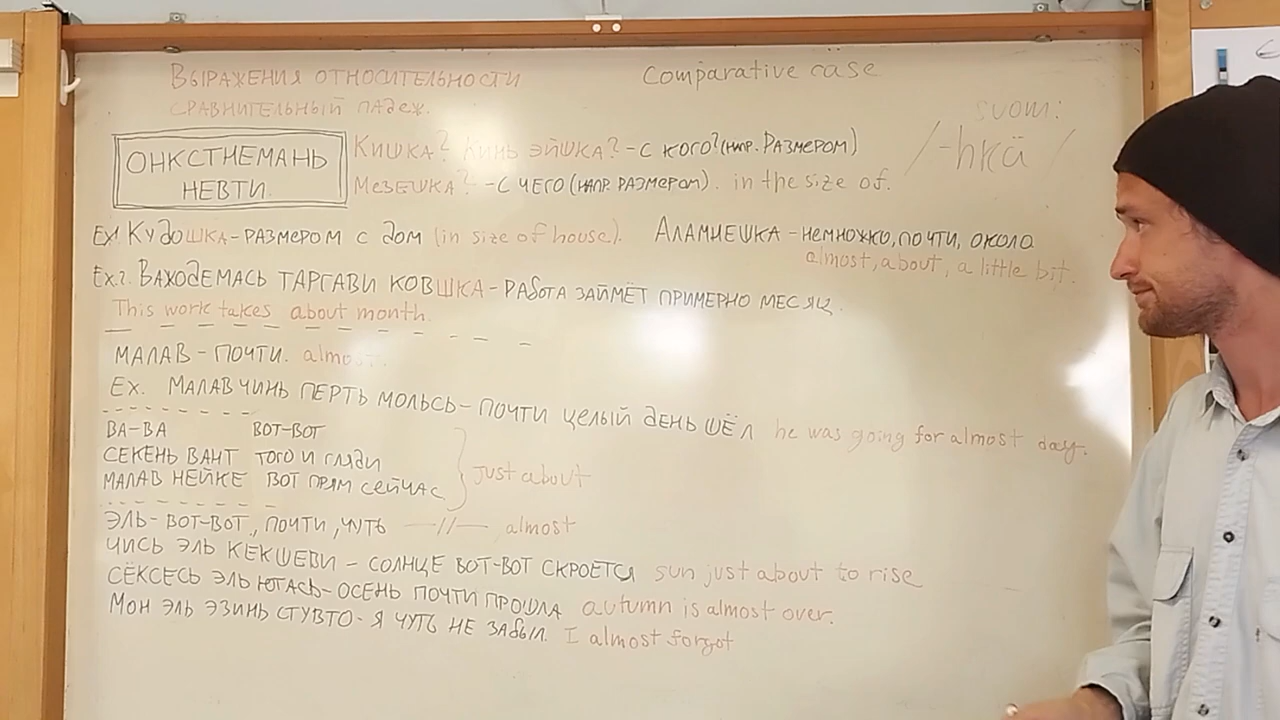 ВЫРАЖЕНИЯ ОТНОСИТЕЛЬНОСТИ
Comparative case
СРАВНИТЕЛЬНЫЙ ПАДЕЖ.
suom:
/-hkä/
ОНКСТНЕМАНЬ
НЕВТИ
КИШКА? КИНЬ ЭЙШКА? - С КОГО? (НАПР. РАЗМЕРОМ)
МЕЗЕШКА? - С ЧЕГО (НАПР. РАЗМЕРОМ). in the size of.
Ex1 КУДОШКА - РАЗМЕРОМ С ДОМ (in size of house).
АЛАМНЕШКА - НЕМНОЖКО, ПОЧТИ, ОКОЛО
almost, about, a little bit.
Ex.2. ВАЖОДЕМАСЬ ТАРГАВИ КОВШКА - РАБОТА ЗАЙМЁТ ПРИМЕРНО МЕСЯЦ.
This work takes about month.
МАЛАВ - ПОЧТИ. almost.
Ex. МАЛАВ ЧИНЬ ПЕРТЬ МОЛЬСЬ - ПОЧТИ ЦЕЛЫЙ ДЕНЬ ШЁЛ he was going for almost day.
ВА-ВА ВОТ-ВОТ
СЕКЕНЬ ВАНТ ТОГО И ГЛЯДИ
МАЛАВ НЕЙКЕ ВОТ ПРЯМ СЕЙЧАС
just about
ЭЛЬ - ВОТ-ВОТ, ПОЧТИ, ЧУТЬ —//— almost
ЧИСЬ ЭЛЬ КЕКШЕВИ - СОЛНЦЕ ВОТ-ВОТ СКРОЕТСЯ sun just about to rise
СЁКСЕСЬ ЭЛЬ ЮТАСЬ - ОСЕНЬ ПОЧТИ ПРОШЛА autumn is almost over.
МОН ЭЛЬ ЭЗИНЬ СТУВТО - Я ЧУТЬ НЕ ЗАБЫЛ. I almost forgot